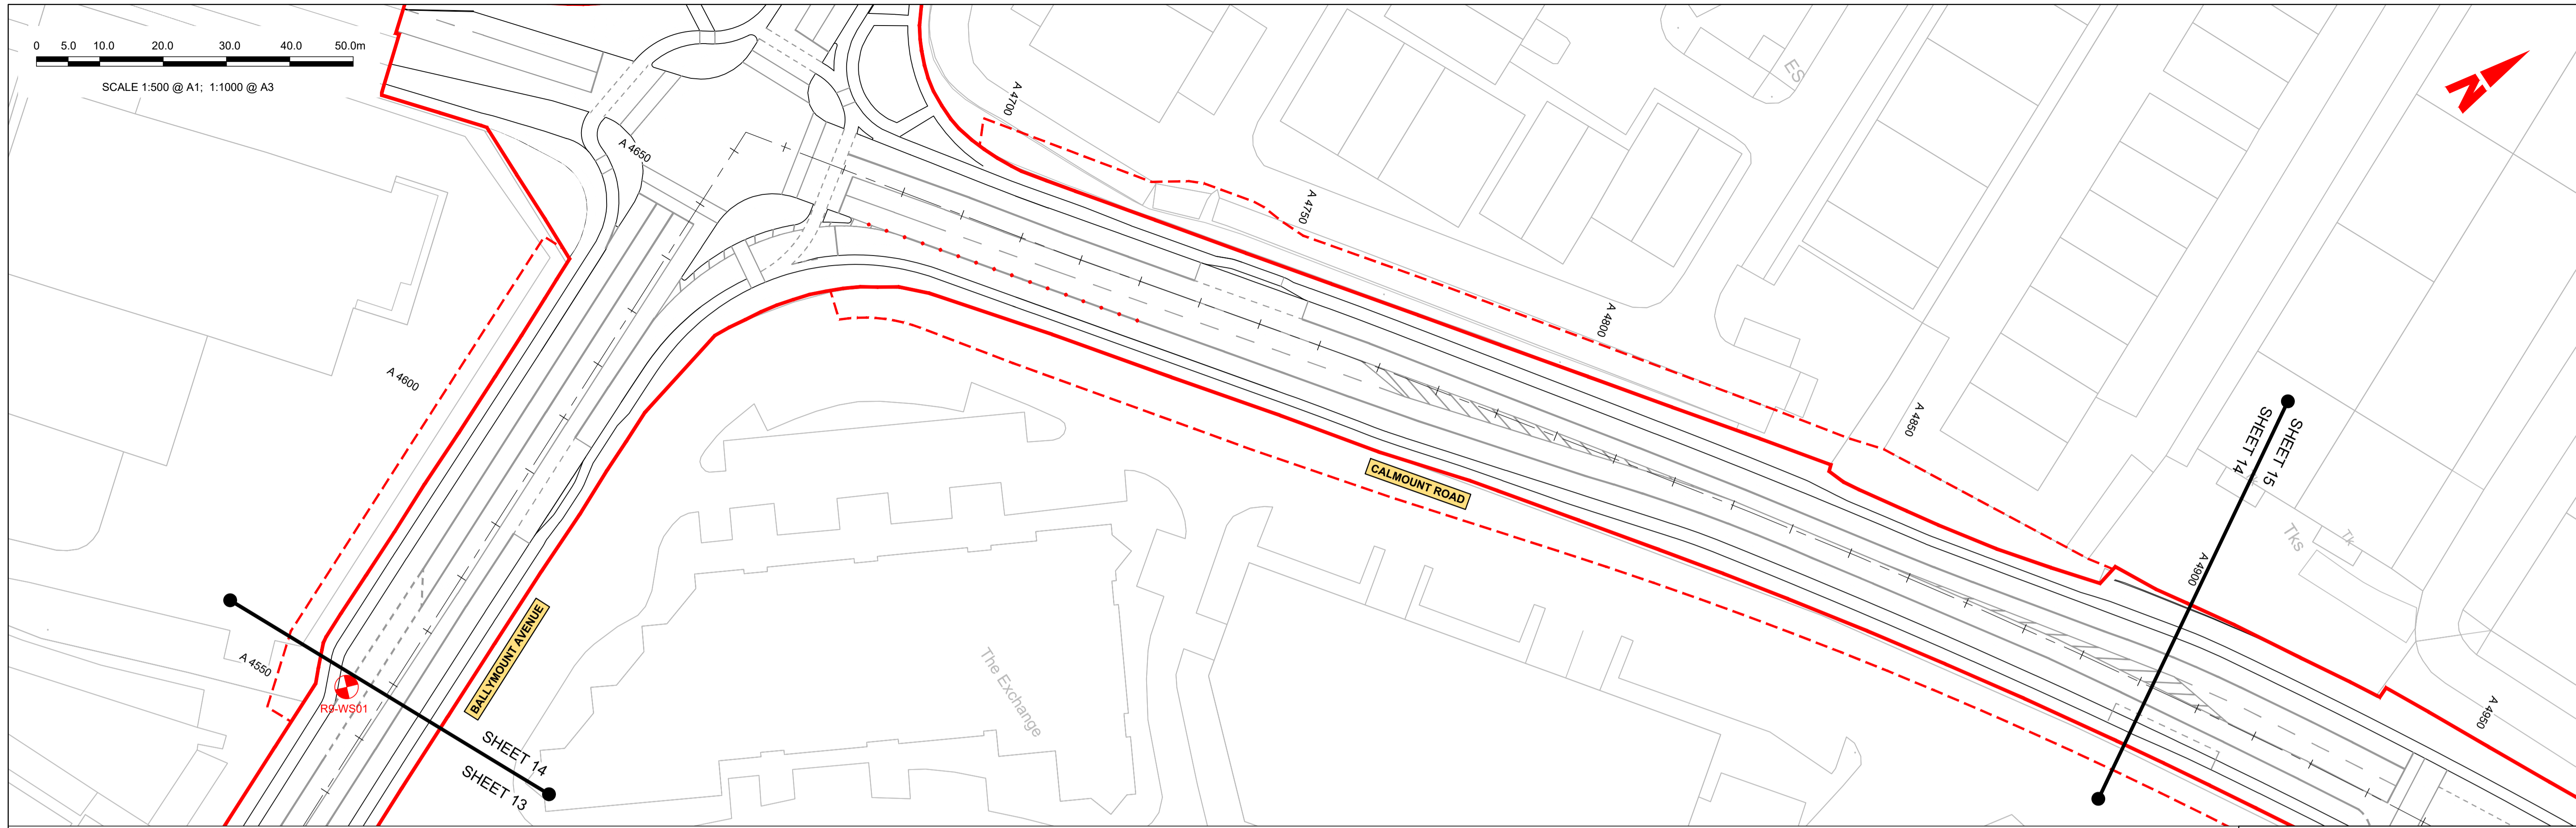 0 5.0 10.0 20.0 30.0 40.0 50.0m
SCALE 1:500 @ A1; 1:1000 @ A3
N
ES
A 4700
A 4650
A 4750
A 4800
A 4600
A 4850
CALMOUNT ROAD
SHEET 14
SHEET 15
Tks
Tk
A 4900
A 4550
R9-WS01
BALLYMOUNT AVENUE
The Exchange
A 4950
SHEET 14
SHEET 13